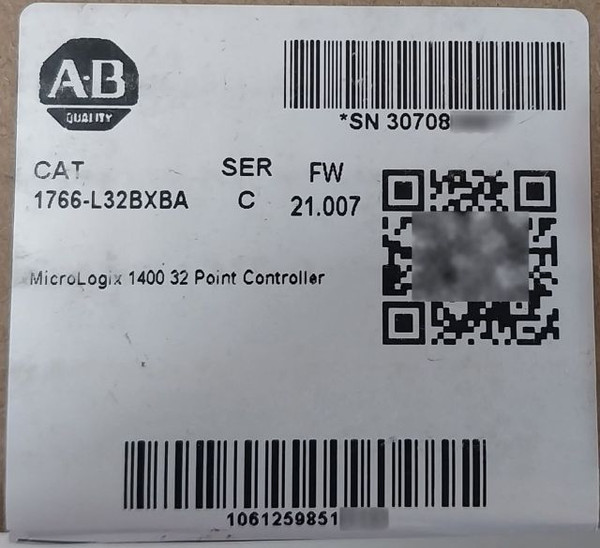 A·B
QUALITY
*SN 30708
CAT SER FW
1766-L32BXBA C 21.007
MicroLogix 1400 32 Point Controller
1061259851